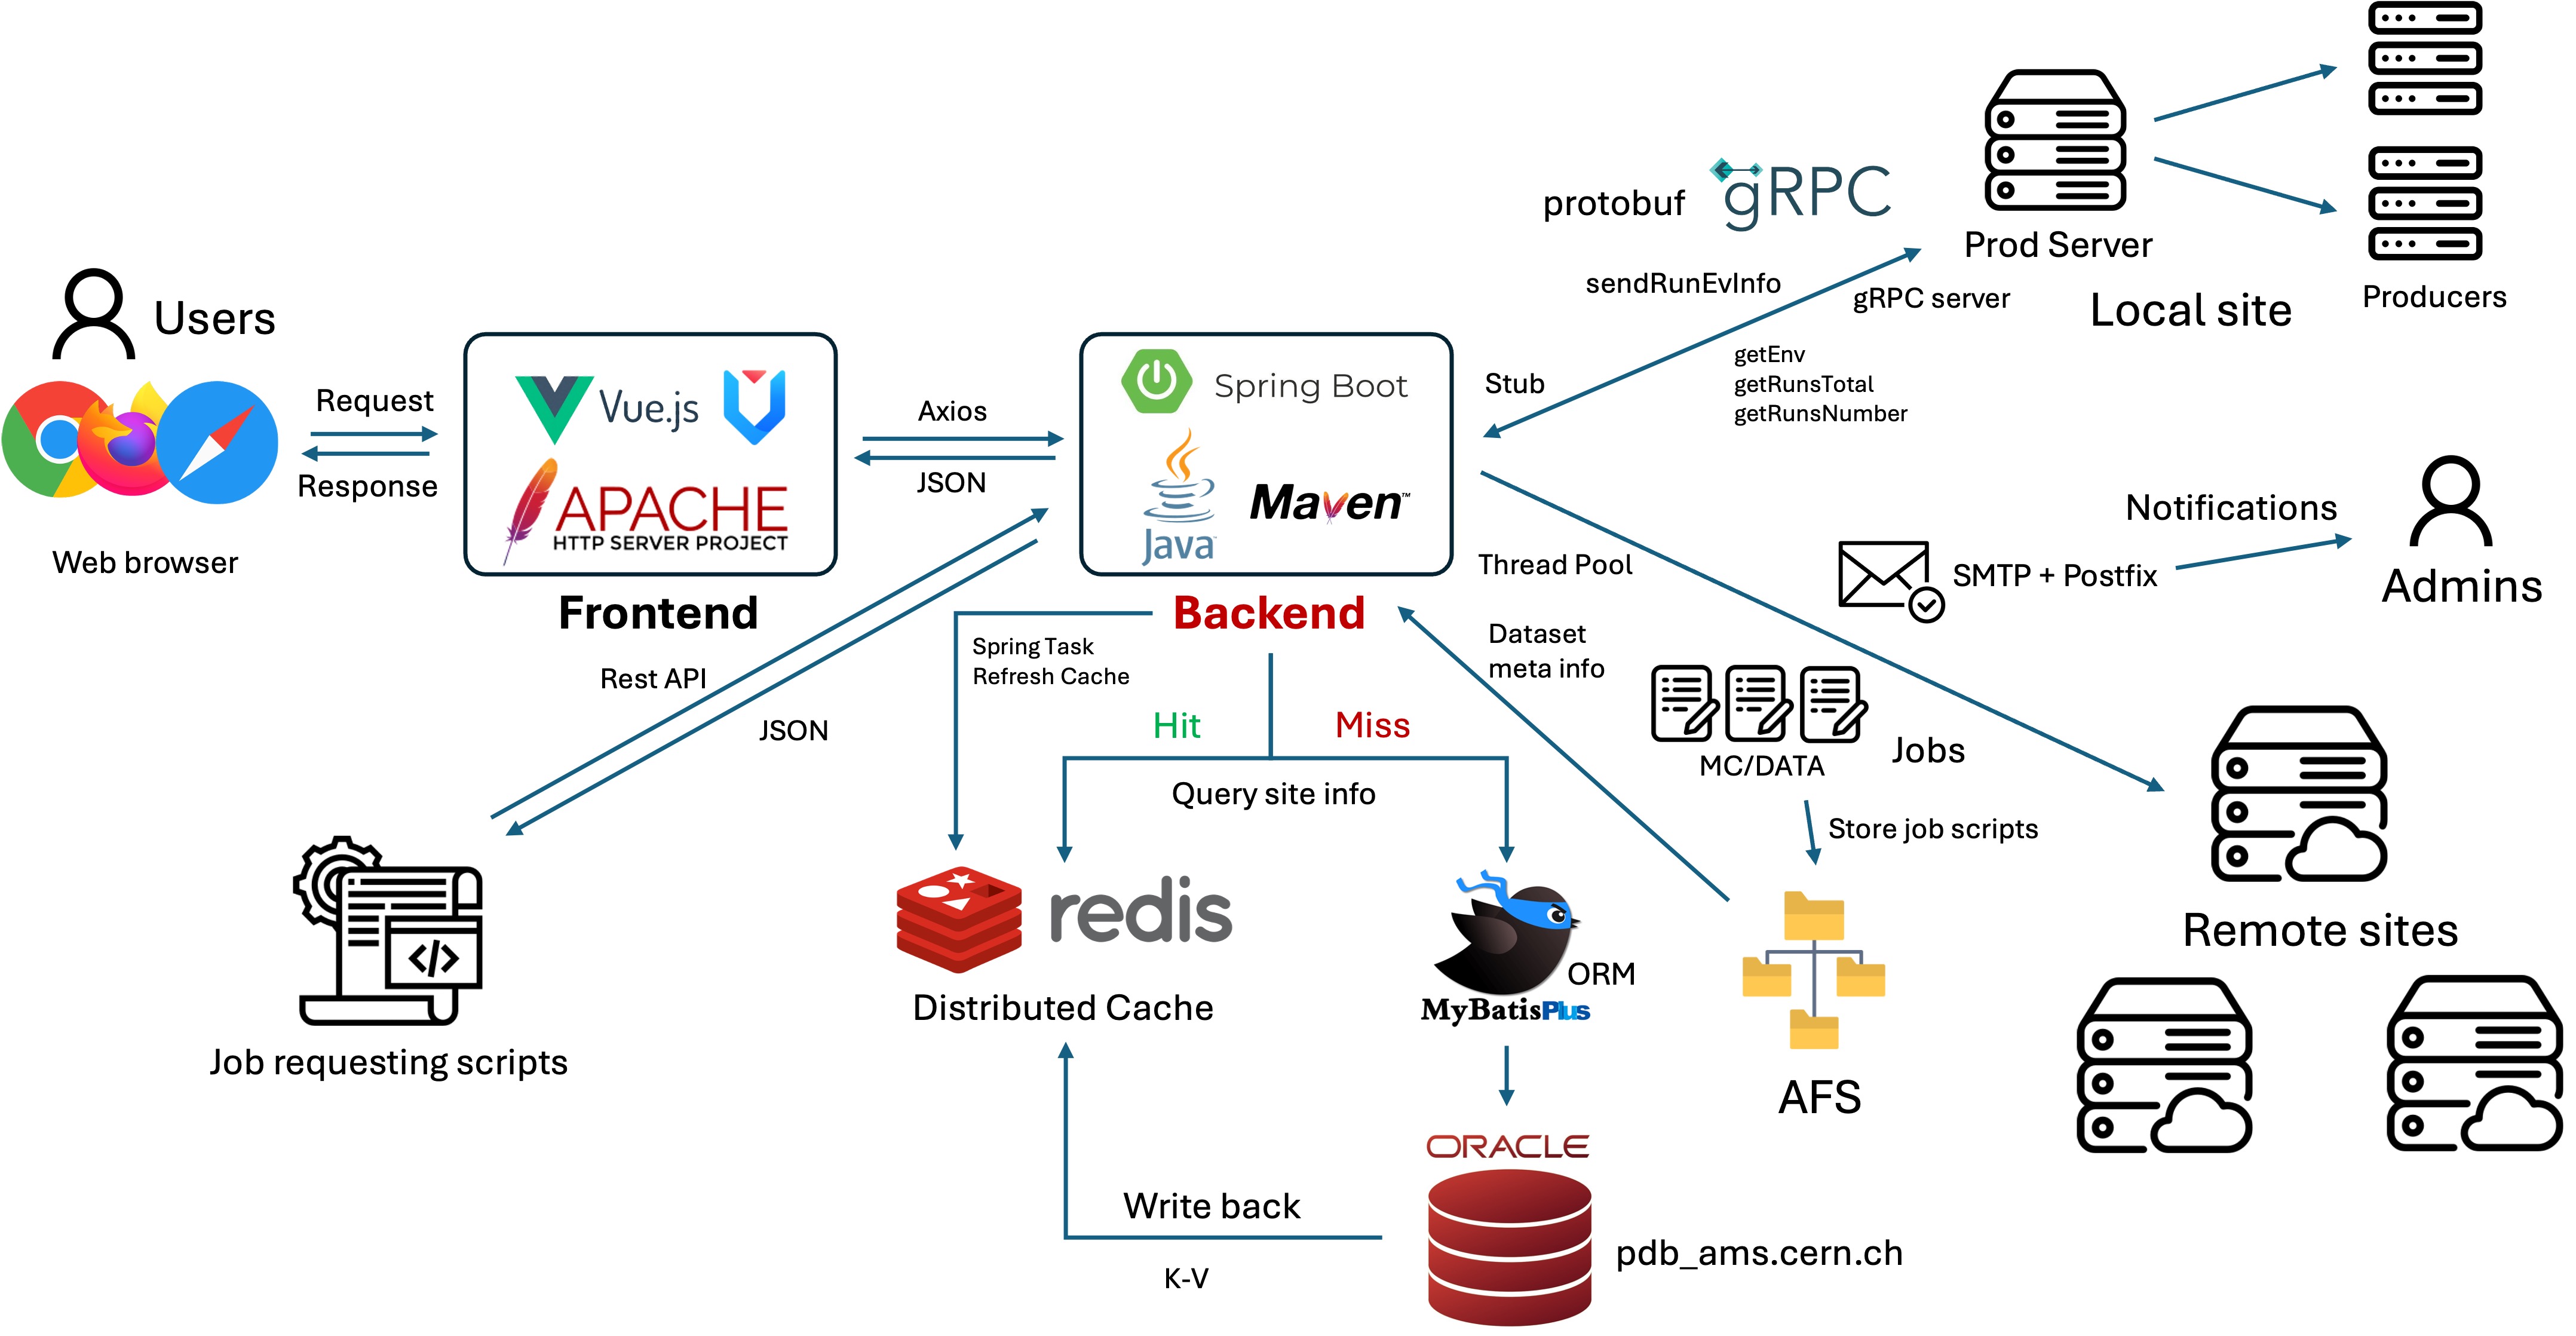 Users
Request
Response
Web browser
Vue.js
APACHE
HTTP SERVER PROJECT
Frontend
Axios
JSON
Spring Boot
Java
Maven™
Backend
Rest API
JSON
Job requesting scripts
Spring Task
Refresh Cache
Hit
Miss
Query site info
redis
Distributed Cache
ORM
MyBatisPlus
ORACLE
pdb_ams.cern.ch
Write back
K-V
protobuf
gRPC
sendRunEvInfo
gRPC server
getEnv
getRunsTotal
getRunsNumber
Stub
Prod Server
Local site
Producers
Notifications
SMTP + Postfix
Admins
Thread Pool
Dataset
meta info
MC/DATA
Jobs
Store job scripts
AFS
Remote sites